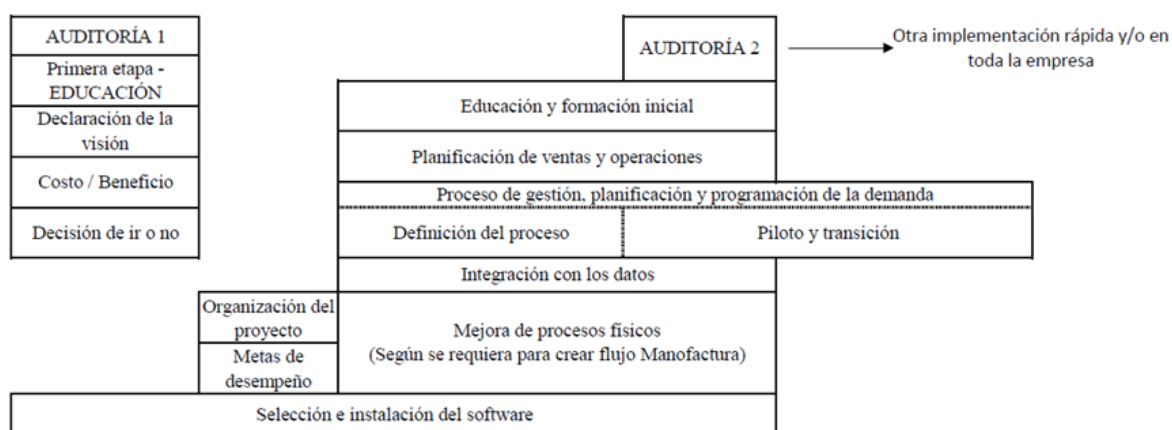 AUDITORÍA 1
Primera etapa -
EDUCACIÓN
Declaración de la
visión
Costo / Beneficio
Decisión de ir o no
AUDITORÍA 2
Otra implementación rápida y/o en
toda la empresa
Educación y formación inicial
Planificación de ventas y operaciones
Proceso de gestión, planificación y programación de la demanda
Definición del proceso
Piloto y transición
Integración con los datos
Organización del
proyecto
Metas de
desempeño
Mejora de procesos físicos
(Según se requiera para crear flujo Manofactura)
Selección e instalación del software